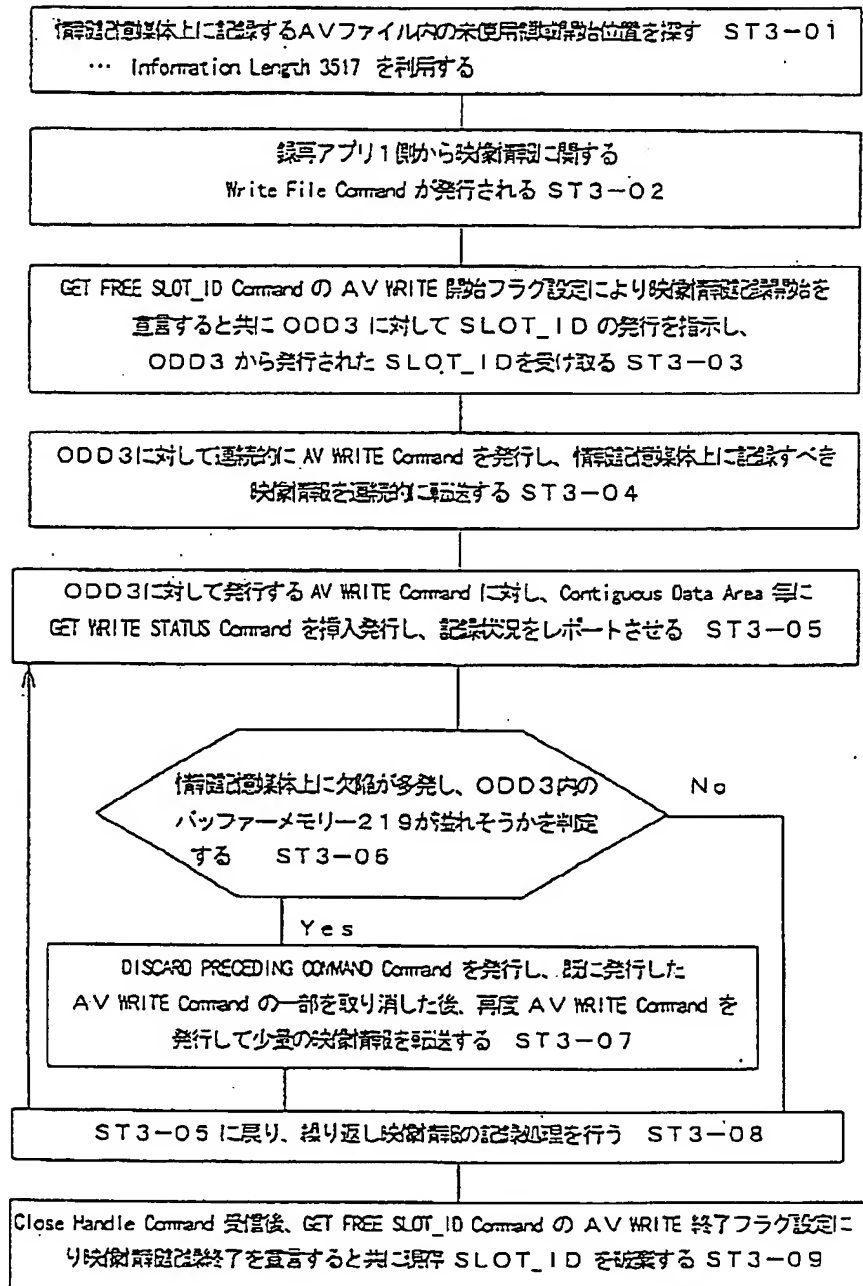 情報記憶媒体上に記録するAVファイル内の未使用領域開始位置を探す ST3-01
… Information Length 3517 を利用する
録再アプリ1側から映像情報に関する
Write File Command が発行される ST3-02
GET FREE SLOT_ID Command の AV WRITE 開始フラグ設定により映像情報記録開始を
宣言すると共に ODD3 に対して SLOT_ID の発行を指示し、
ODD3 から発行された SLOT_IDを受け取る ST3-03
ODD3に対して連続的に AV WRITE Command を発行し、情報記憶媒体上に記録すべき
映像情報を連続的に転送する ST3-04
ODD3に対して発行する AV WRITE Command に対し、Contiguous Data Area 毎に
GET WRITE STATUS Command を挿入発行し、記録状況をレポートさせる ST3-05
情報記憶媒体上に欠陥が多発し、ODD3内の
バッファーメモリー219が溢れそうかを判定
する ST3-06
No
Yes
DISCARD PRECEDING COMMAND Command を発行し、既に発行した
AV WRITE Command の一部を取り消した後、再度 AV WRITE Command を
発行して少量の映像情報を転送する ST3-07
ST3-05 に戻り、繰り返し映像情報の記録処理を行う ST3-08
Close Handle Command 受信後、GET FREE SLOT_ID Command の AV WRITE 終了フラグ設定に
り映像情報記録終了を宣言すると共に現存 SLOT_ID を破棄する ST3-09